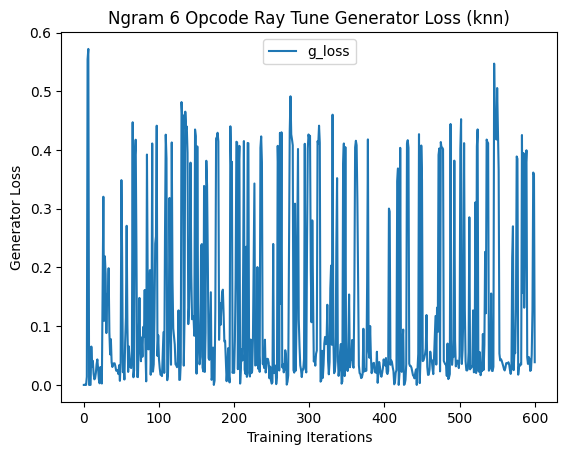 Ngram 6 Opcode Ray Tune Generator Loss (knn)
g_loss
Generator Loss
0.6
0.5
0.4
0.3
0.2
0.1
0.0
0 100 200 300 400 500 600
Training Iterations